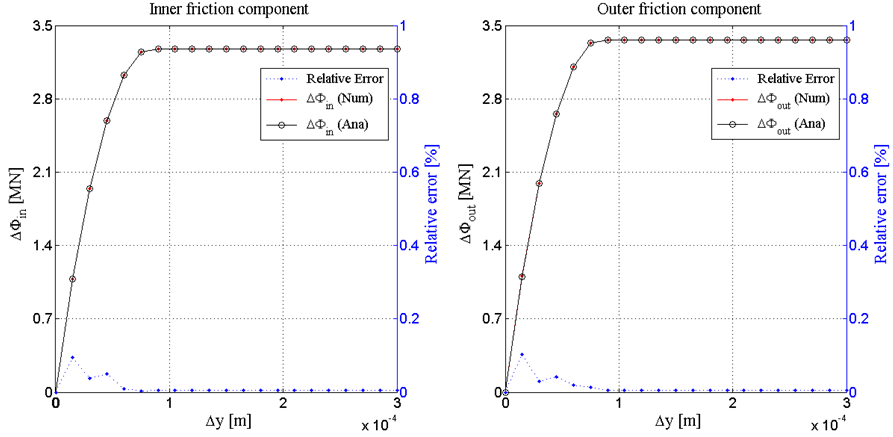 Inner friction component
3.5
2.8
2.1
1.4
0.7
0
ΔΦin [MN]
1
0.8
0.6
0.4
0.2
0
Relative error [%]
Relative Error
ΔΦin (Num)
ΔΦin (Ana)
0 1 2 3
Δy [m]
x 10-4
Outer friction component
3.5
2.8
2.1
1.4
0.7
0
ΔΦout [MN]
1
0.8
0.6
0.4
0.2
0
Relative error [%]
Relative Error
ΔΦout (Num)
ΔΦout (Ana)
0 1 2 3
Δy [m]
x 10-4